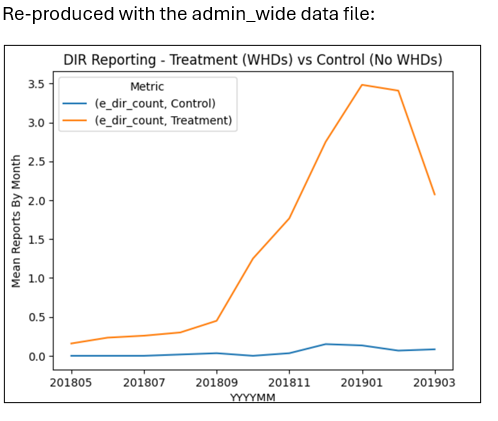 Re-produced with the admin_wide data file:
DIR Reporting - Treatment (WHDs) vs Control (No WHDs)
Metric
(e_dir_count, Control)
(e_dir_count, Treatment)
Mean Reports By Month
3.5
3.0
2.5
2.0
1.5
1.0
0.5
0.0
201805 201807 201809 201811 201901 201903
YYYYMM